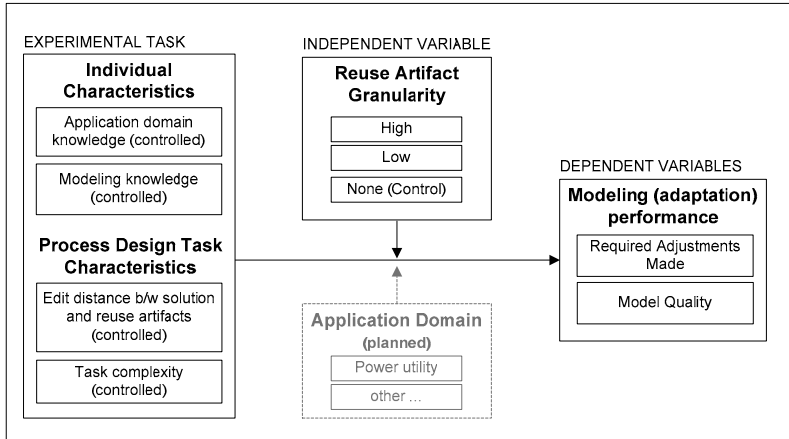 EXPERIMENTAL TASK
Individual
Characteristics
Application domain
knowledge (controlled)
Modeling knowledge
(controlled)
Process Design Task
Characteristics
Edit distance b/w solution
and reuse artifacts
(controlled)
Task complexity
(controlled)
INDEPENDENT VARIABLE
Reuse Artifact
Granularity
High
Low
None (Control)
Application Domain
(planned)
Power utility
other ...
DEPENDENT VARIABLES
Modeling (adaptation)
performance
Required Adjustments
Made
Model Quality